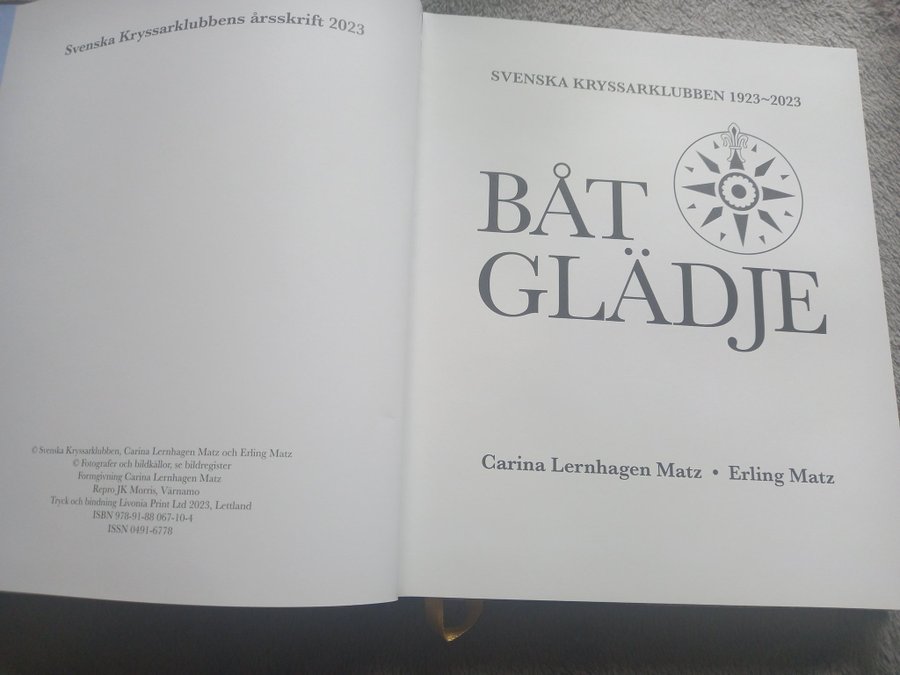 Svenska Kryssarklubbens årsskrift 2023
© Svenska Kryssarklubben, Carina Lernhagen Matz och Erling Matz
© Fotografer och bildkällor, se bildregister
Formgivning Carina Lernhagen Matz
Repro JK Morris, Värnamo
Tryck och bindning Livonia Print Ltd 2023, Lettland
ISBN 978-91-88 067-10-4
ISSN 0491-6778
SVENSKA KRYSSARKLUBBEN 1923~2023
BÅT
GLÄDJE
Carina Lernhagen Matz • Erling Matz